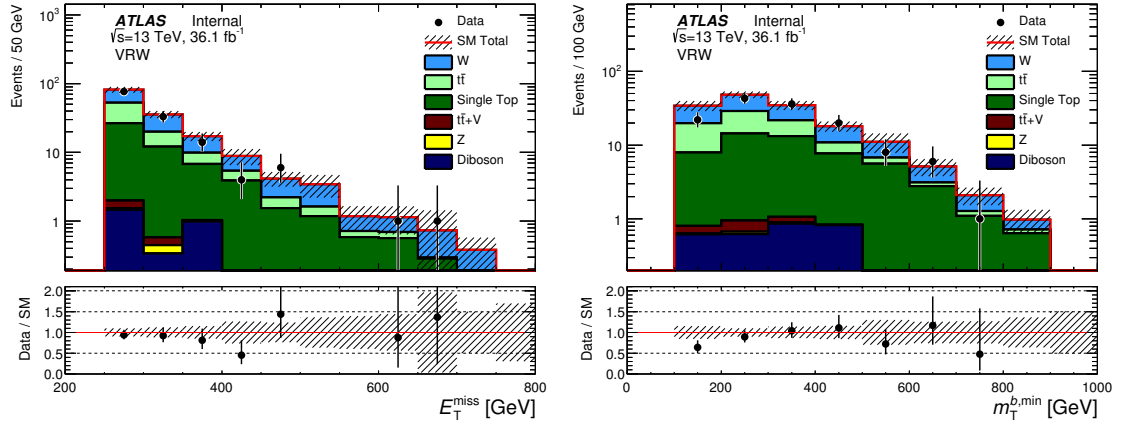 Events / 50 GeV
10³
10²
10
1
ATLAS Internal
√s=13 TeV, 36.1 fb⁻¹
VRW
Data
SM Total
W
tt̄
Single Top
tt̄+V
Z
Diboson
Data / SM
2.0
1.5
1.0
0.5
0.0
200 400 600 800
E_T^miss [GeV]
Events / 100 GeV
10³
10²
10
1
ATLAS Internal
√s=13 TeV, 36.1 fb⁻¹
VRW
Data
SM Total
W
tt̄
Single Top
tt̄+V
Z
Diboson
Data / SM
2.0
1.5
1.0
0.5
0.0
0 200 400 600 800 1000
m_T^b,min [GeV]